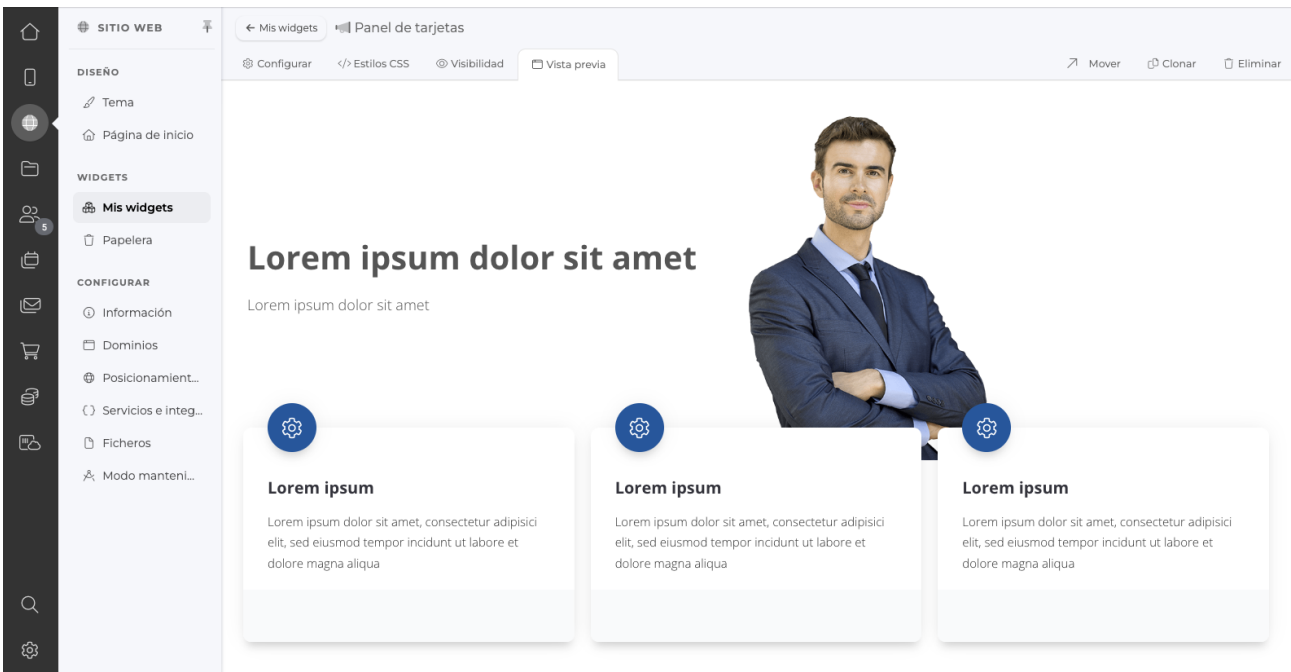 SITIO WEB
DISEÑO
Tema
Página de inicio
WIDGETS
Mis widgets
Papelera
CONFIGURAR
Información
Dominios
Posicionamient...
Servicios e integ...
Ficheros
Modo manteni...
5
← Mis widgets
Panel de tarjetas
Configurar
</> Estilos CSS
Visibilidad
Vista previa
Mover
Clonar
Eliminar
Lorem ipsum dolor sit amet
Lorem ipsum dolor sit amet
Lorem ipsum
Lorem ipsum dolor sit amet, consectetur adipisici
elit, sed eiusmod tempor incidunt ut labore et
dolore magna aliqua
Lorem ipsum
Lorem ipsum dolor sit amet, consectetur adipisici
elit, sed eiusmod tempor incidunt ut labore et
dolore magna aliqua
Lorem ipsum
Lorem ipsum dolor sit amet, consectetur adipisici
elit, sed eiusmod tempor incidunt ut labore et
dolore magna aliqua